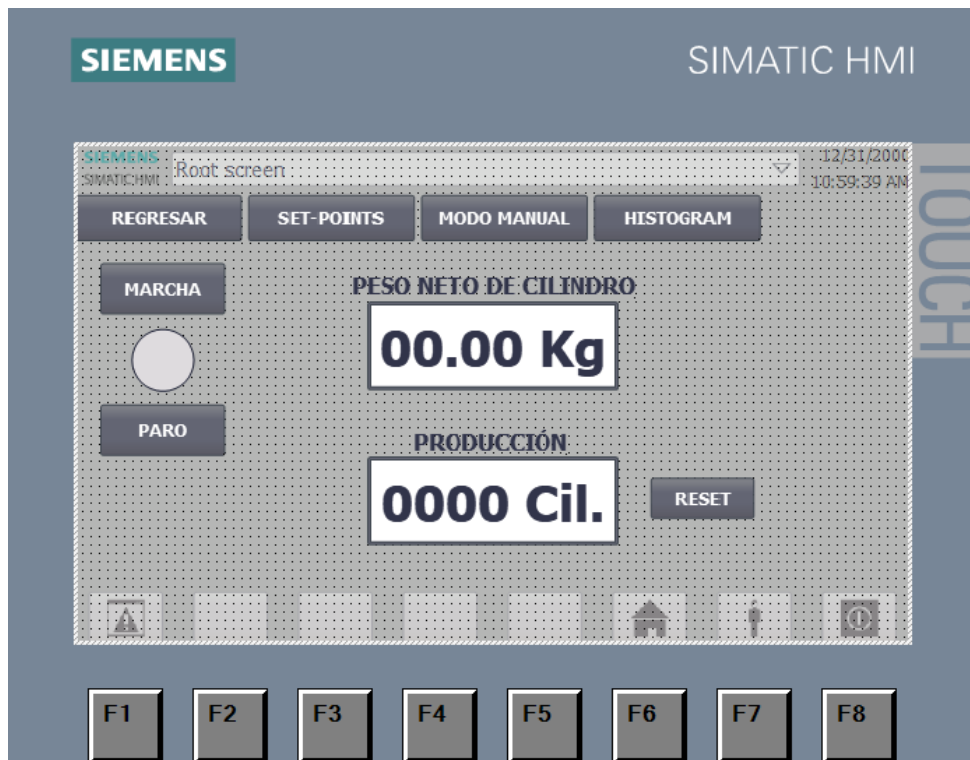 SIEMENS
SIMATIC HMI
TOUCH
SIEMENS
SIMATIC HMI
Root screen
12/31/2000
10:59:39 AM
REGRESAR
SET-POINTS
MODO MANUAL
HISTOGRAM
MARCHA
PESO NETO DE CILINDRO
00.00 Kg
PARO
PRODUCCIÓN
0000 Cil.
RESET
F1 F2 F3 F4 F5 F6 F7 F8